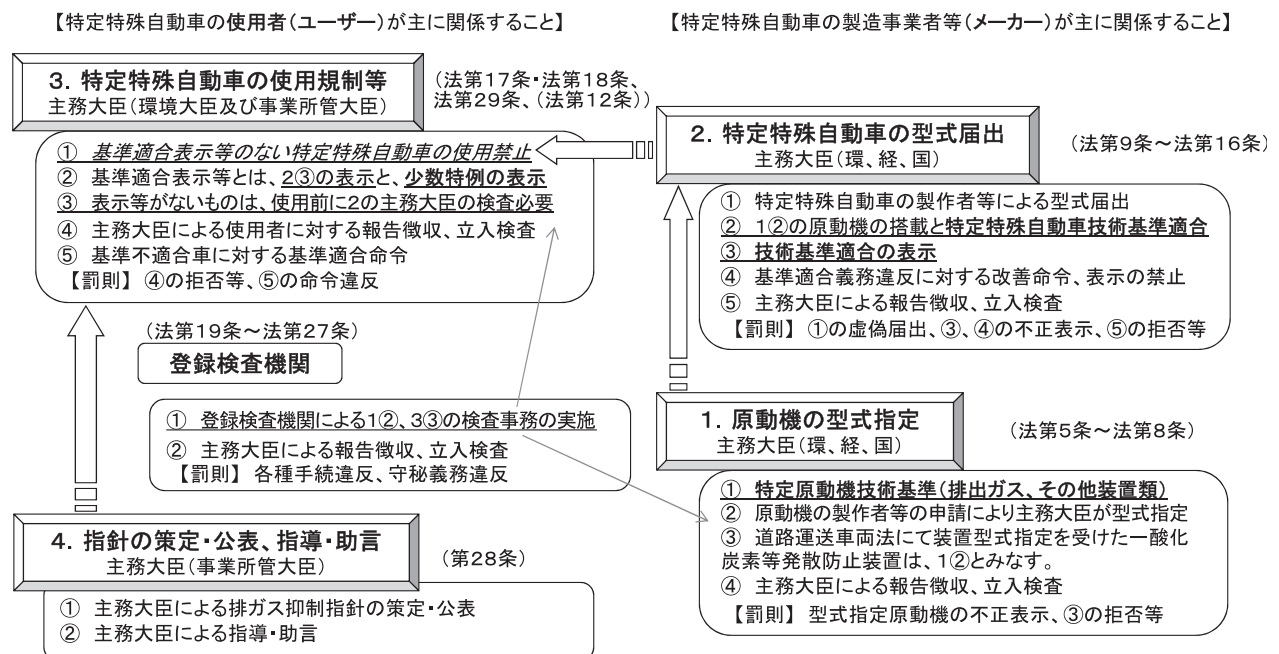 【特定特殊自動車の使用者(ユーザー)が主に関係すること】
【特定特殊自動車の製造事業者等(メーカー)が主に関係すること】
3．特定特殊自動車の使用規制等
主務大臣(環境大臣及び事業所管大臣)
(法第17条・法第18条、
法第29条、(法第12条))
① 基準適合表示等のない特定特殊自動車の使用禁止
② 基準適合表示等とは、2③の表示と、少数特例の表示
③ 表示等がないものは、使用前に2の主務大臣の検査必要
④ 主務大臣による使用者に対する報告徴収、立入検査
⑤ 基準不適合車に対する基準適合命令
【罰則】 ④の拒否等、⑤の命令違反
2．特定特殊自動車の型式届出
主務大臣(環、経、国)
(法第9条～法第16条)
① 特定特殊自動車の製作者等による型式届出
② 1②の原動機の搭載と特定特殊自動車技術基準適合
③ 技術基準適合の表示
④ 基準適合義務違反に対する改善命令、表示の禁止
⑤ 主務大臣による報告徴収、立入検査
【罰則】 ①の虚偽届出、③、④の不正表示、⑤の拒否等
(法第19条～法第27条)
登録検査機関
① 登録検査機関による1②、3③の検査事務の実施
② 主務大臣による報告徴収、立入検査
【罰則】 各種手続違反、守秘義務違反
1．原動機の型式指定
主務大臣(環、経、国)
(法第5条～法第8条)
① 特定原動機技術基準(排出ガス、その他装置類)
② 原動機の製作者等の申請により主務大臣が型式指定
③ 道路運送車両法にて装置型式指定を受けた一酸化
炭素等発散防止装置は、1②とみなす。
④ 主務大臣による報告徴収、立入検査
【罰則】 型式指定原動機の不正表示、③の拒否等
4．指針の策定・公表、指導・助言
主務大臣(事業所管大臣)
(第28条)
① 主務大臣による排ガス抑制指針の策定・公表
② 主務大臣による指導・助言